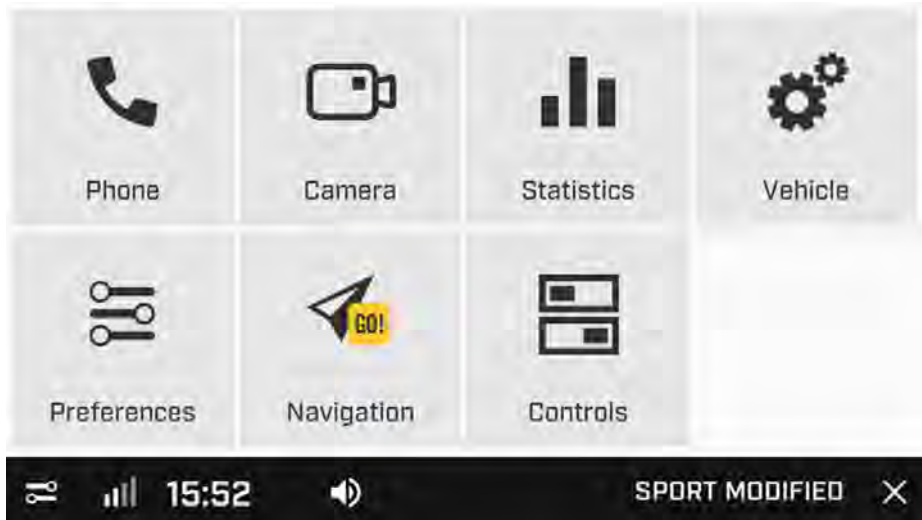 Phone Camera Statistics Vehicle
GO!
Preferences Navigation Controls
15:52 SPORT MODIFIED